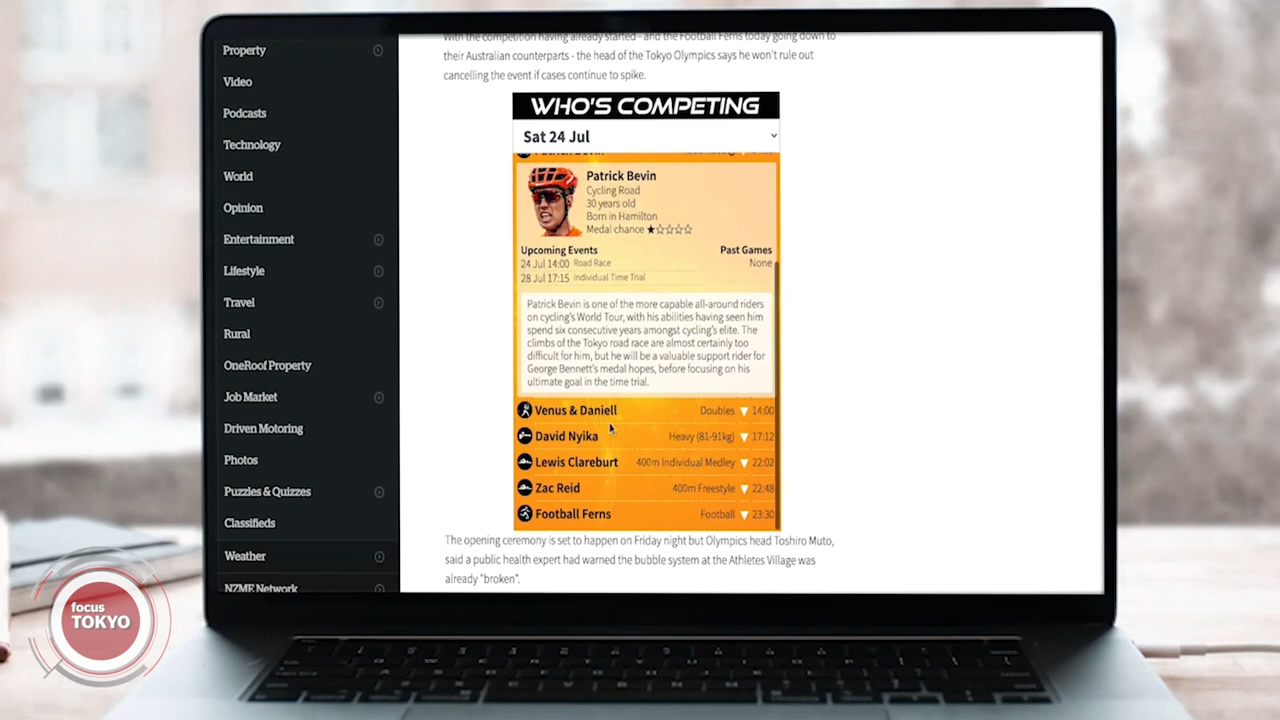 Property
Video
Podcasts
Technology
World
Opinion
Entertainment
Lifestyle
Travel
Rural
OneRoof Property
Job Market
Driven Motoring
Photos
Puzzles & Quizzes
Classifieds
Weather
NZME Network
With the competition having already started - and the Football Ferns today going down to
their Australian counterparts - the head of the Tokyo Olympics says he won't rule out
cancelling the event if cases continue to spike.
WHO'S COMPETING
Sat 24 Jul
Patrick Bevin
Patrick Bevin
Cycling Road
30 years old
Born in Hamilton
Medal chance ★☆☆☆☆
Upcoming Events Past Games
24 Jul 14:00 Road Race None
28 Jul 17:15 Individual Time Trial
Patrick Bevin is one of the more capable all-around riders
on cycling's World Tour, with his abilities having seen him
spend six consecutive years amongst cycling's elite. The
climbs of the Tokyo road race are almost certainly too
difficult for him, but he will be a valuable support rider for
George Bennett's medal hopes, before focusing on his
ultimate goal in the time trial.
Venus & Daniell Doubles ▼ 14:00
David Nyika Heavy (81-91kg) ▼ 17:12
Lewis Clareburt 400m Individual Medley ▼ 22:02
Zac Reid 400m Freestyle ▼ 22:48
Football Ferns Football ▼ 23:30
The opening ceremony is set to happen on Friday night but Olympics head Toshiro Muto,
said a public health expert had warned the bubble system at the Athletes Village was
already "broken".
focus
TOKYO